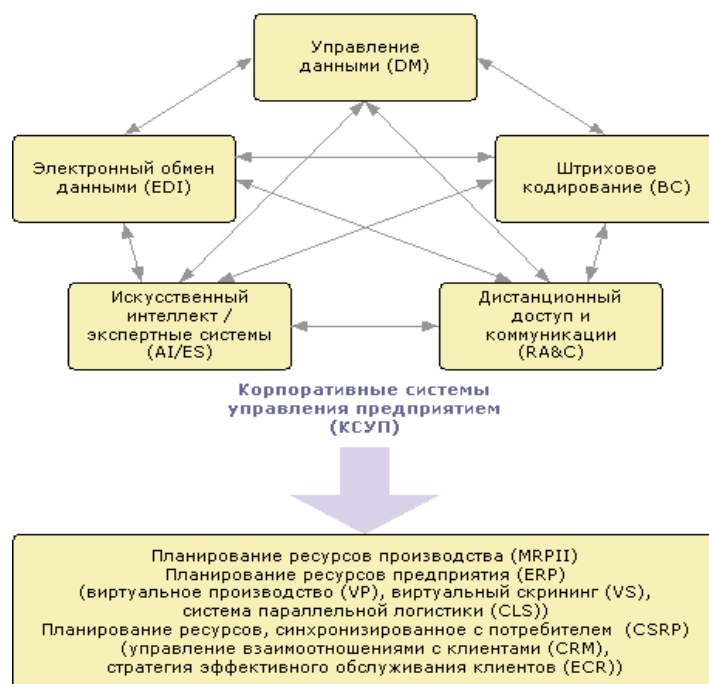 Управление
данными (DM)
Электронный обмен
данными (EDI)
Штриховое
кодирование (BC)
Искусственный
интеллект /
экспертные системы
(AI/ES)
Дистанционный
доступ и
коммуникации
(RA&C)
Корпоративные системы
управления предприятием
(КСУП)
Планирование ресурсов производства (MRPII)
Планирование ресурсов предприятия (ERP)
(виртуальное производство (VP), виртуальный скрининг (VS),
система параллельной логистики (CLS))
Планирование ресурсов, синхронизированное с потребителем (CSRP)
(управление взаимоотношениями с клиентами (CRM),
стратегия эффективного обслуживания клиентов (ECR))